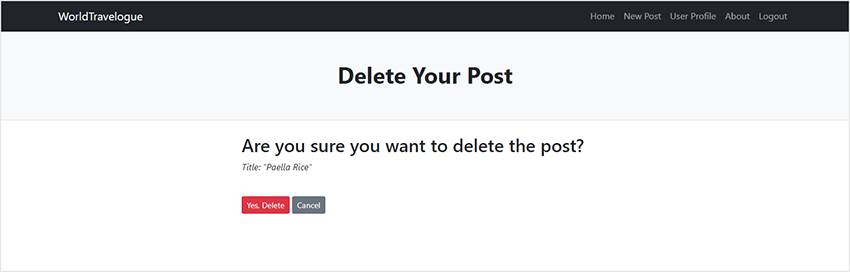 WorldTravelogue Home New Post User Profile About Logout
Delete Your Post
Are you sure you want to delete the post?
Title: "Paella Rice"
Yes, Delete Cancel